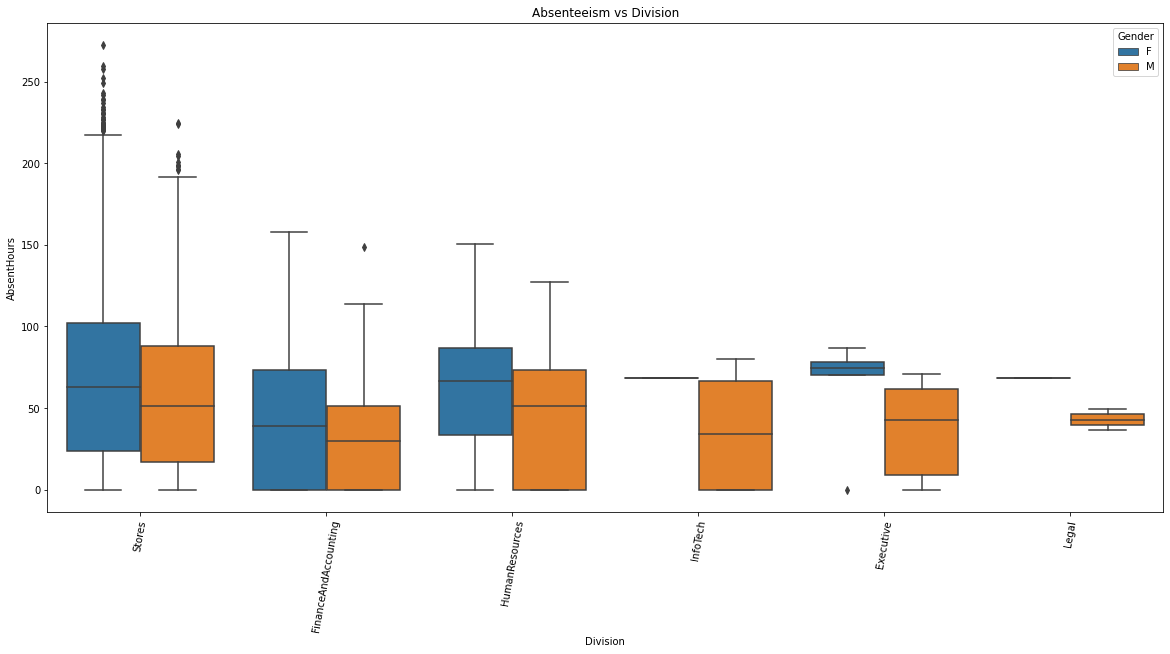 Absenteeism vs Division
Gender
F
M
AbsentHours
250
200
150
100
50
0
Stores
FinanceAndAccounting
HumanResources
InfoTech
Executive
Legal
Division